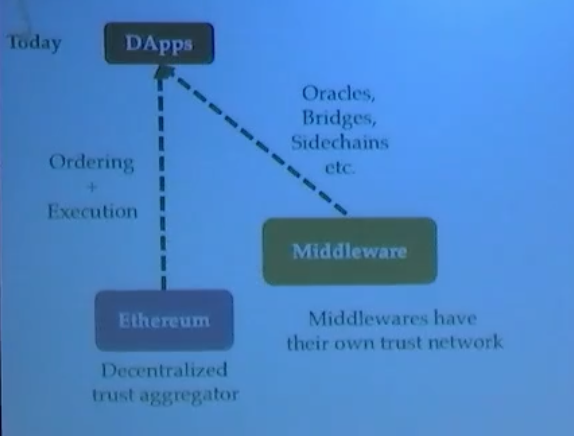 Today
DApps
Oracles,
Bridges,
Sidechains
etc.
Ordering
+
Execution
Middleware
Ethereum
Middlewares have
their own trust network
Decentralized
trust aggregator